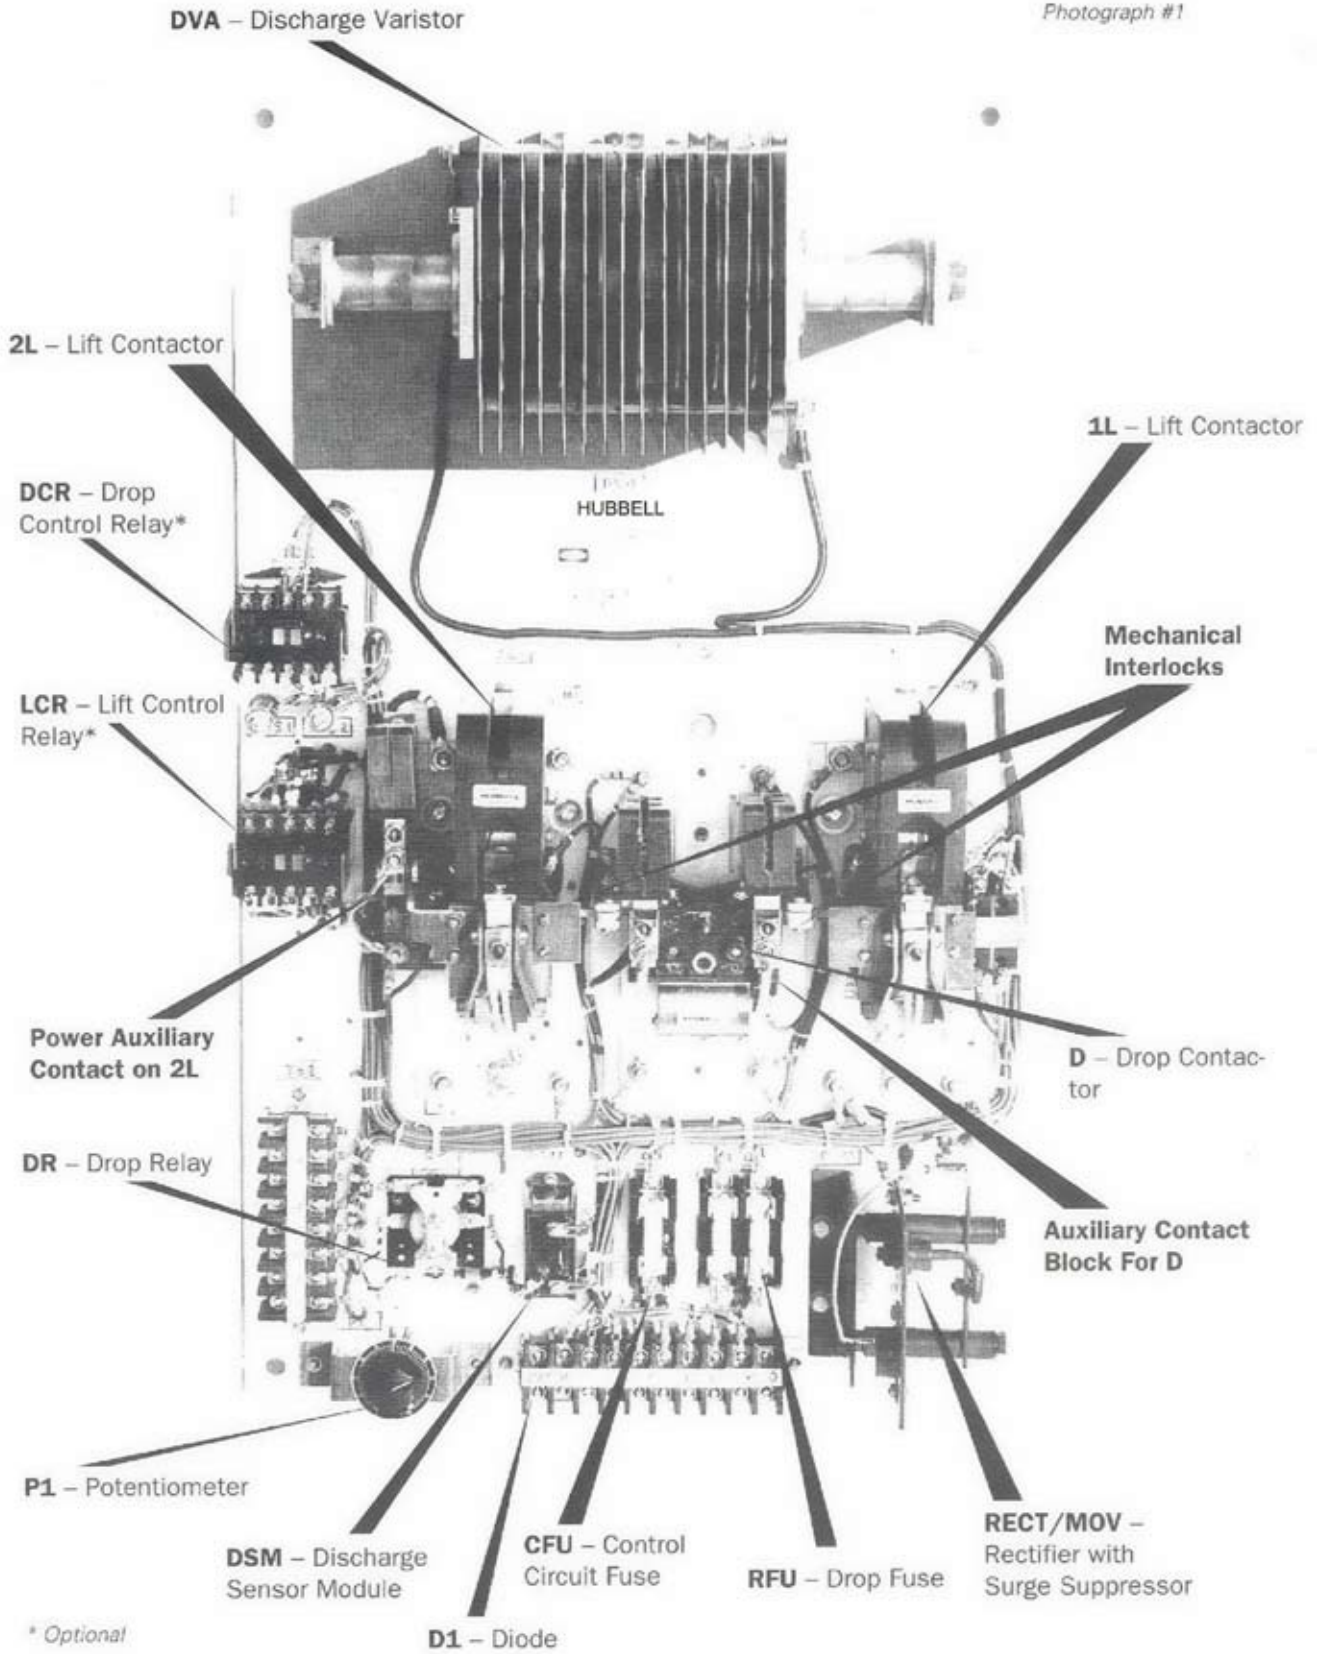 Photograph #1
DVA – Discharge Varistor
2L – Lift Contactor
1L – Lift Contactor
DCR – Drop
Control Relay*
HUBBELL
Mechanical
Interlocks
LCR – Lift Control
Relay*
Power Auxiliary
Contact on 2L
D – Drop Contac-
tor
DR – Drop Relay
Auxiliary Contact
Block For D
P1 – Potentiometer
DSM – Discharge
Sensor Module
CFU – Control
Circuit Fuse
RFU – Drop Fuse
RECT/MOV –
Rectifier with
Surge Suppressor
D1 – Diode
* Optional